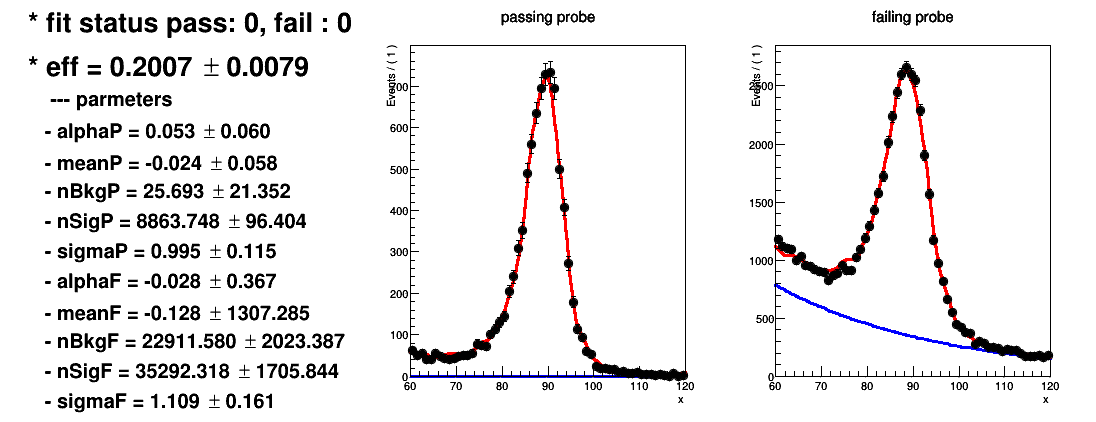 * fit status pass: 0, fail : 0
* eff = 0.2007 ± 0.0079
--- parmeters
- alphaP = 0.053 ± 0.060
- meanP = -0.024 ± 0.058
- nBkgP = 25.693 ± 21.352
- nSigP = 8863.748 ± 96.404
- sigmaP = 0.995 ± 0.115
- alphaF = -0.028 ± 0.367
- meanF = -0.128 ± 1307.285
- nBkgF = 22911.580 ± 2023.387
- nSigF = 35292.318 ± 1705.844
- sigmaF = 1.109 ± 0.161
passing probe
Events / ( 1 )
700
600
500
400
300
200
100
0
60 70 80 90 100 110 120
x
failing probe
Events / ( 1 )
2500
2000
1500
1000
500
0
60 70 80 90 100 110 120
x